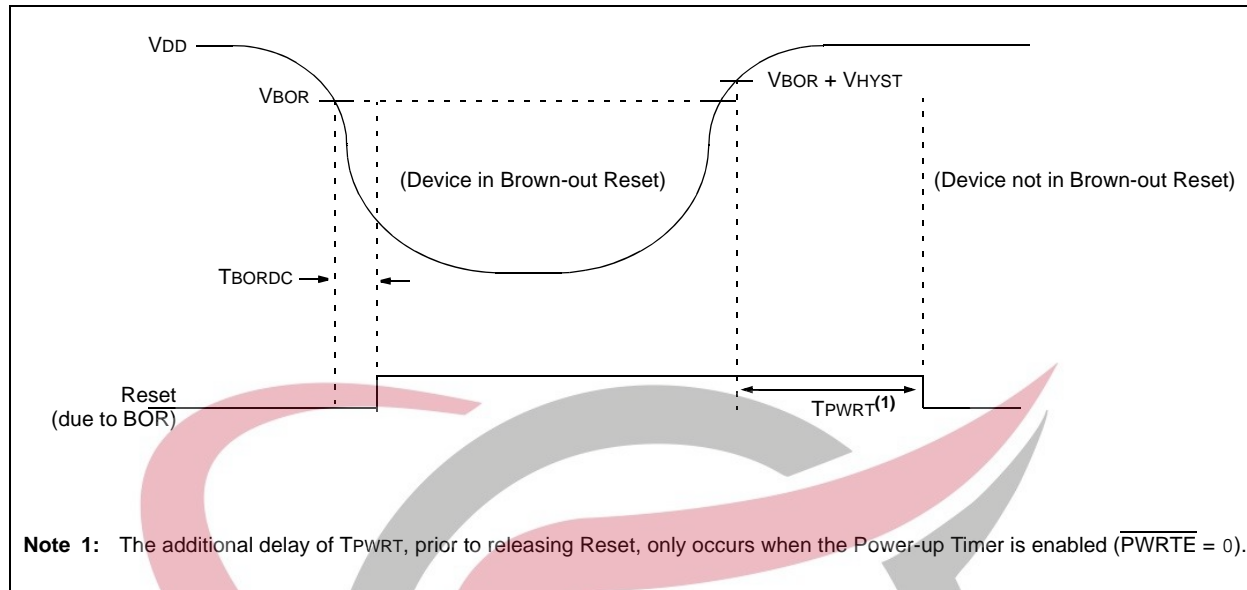 VDD
VBOR
VBOR + VHYST
(Device in Brown-out Reset)
(Device not in Brown-out Reset)
TBORDC
Reset
(due to BOR)
TPWRT(1)
Note 1: The additional delay of TPWRT, prior to releasing Reset, only occurs when the Power-up Timer is enabled (PWRTE = 0).